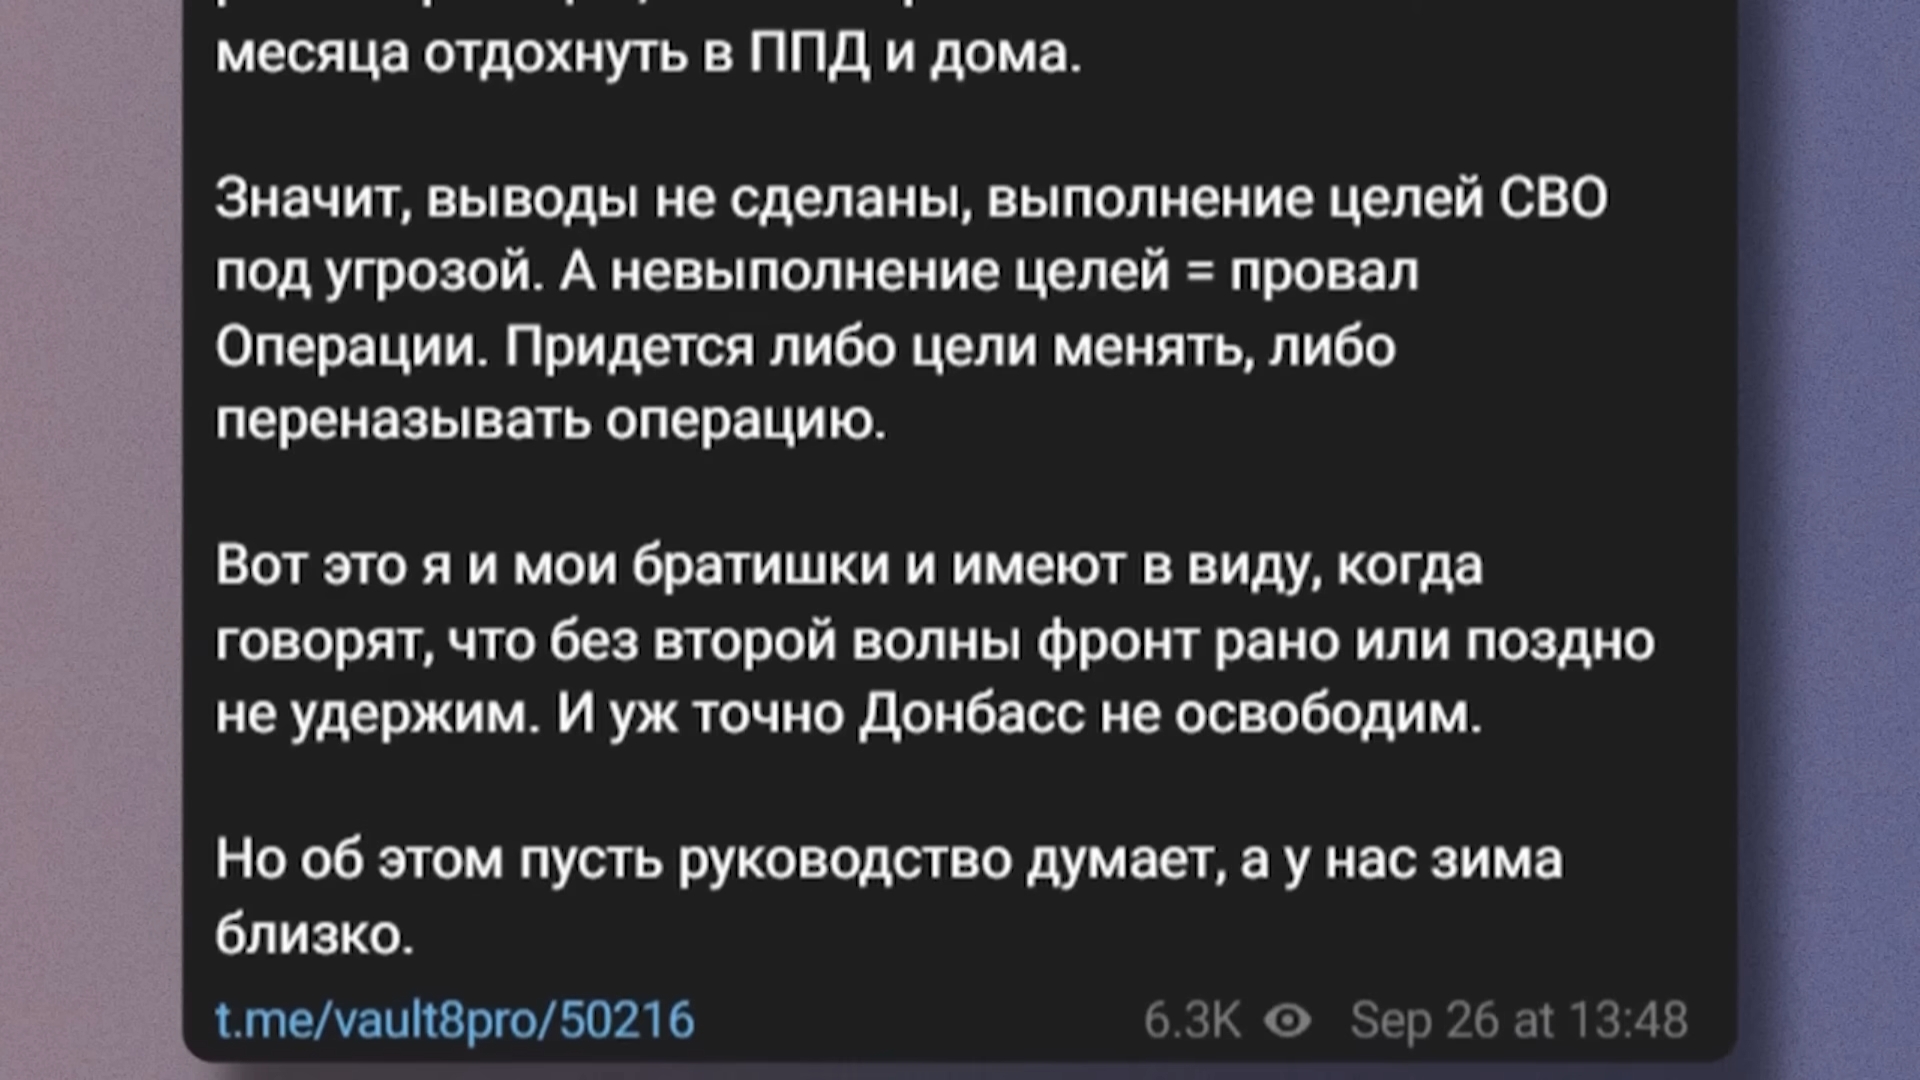 месяца отдохнуть в ППД и дома.
Значит, выводы не сделаны, выполнение целей СВО
под угрозой. А невыполнение целей = провал
Операции. Придется либо цели менять, либо
переназывать операцию.
Вот это я и мои братишки и имеют в виду, когда
говорят, что без второй волны фронт рано или поздно
не удержим. И уж точно Донбасс не освободим.
Но об этом пусть руководство думает, а у нас зима
близко.
t.me/vault8pro/50216 6.3K Sep 26 at 13:48